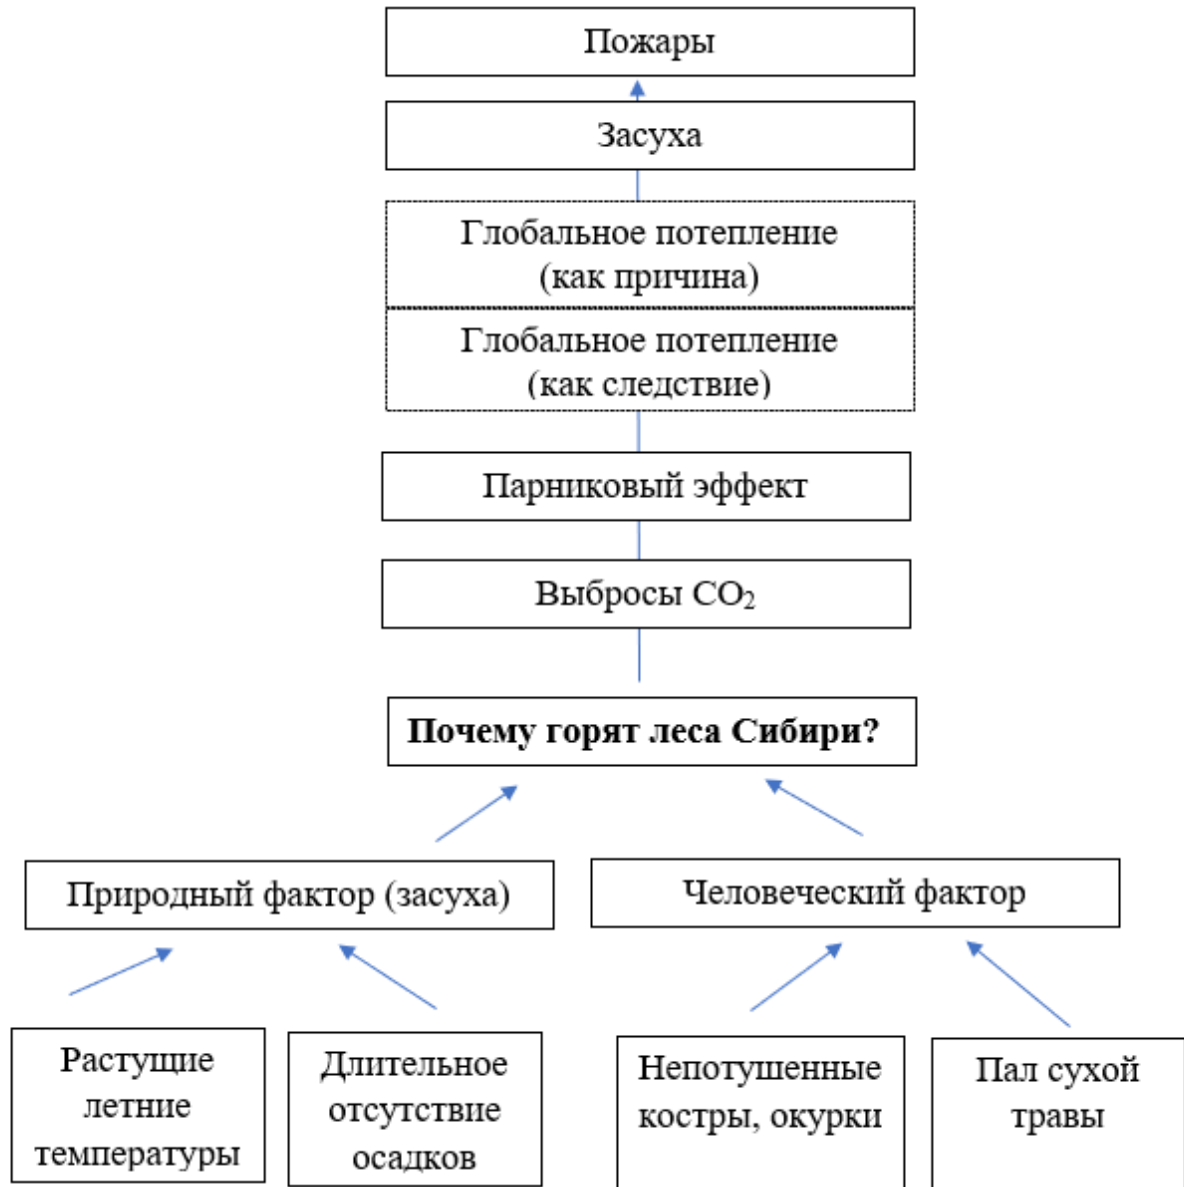 Пожары
Засуха
Глобальное потепление
(как причина)
Глобальное потепление
(как следствие)
Парниковый эффект
Выбросы CO₂
Почему горят леса Сибири?
Природный фактор (засуха)
Человеческий фактор
Растущие
летние
температуры
Длительное
отсутствие
осадков
Непотушенные
костры, окурки
Пал сухой
травы